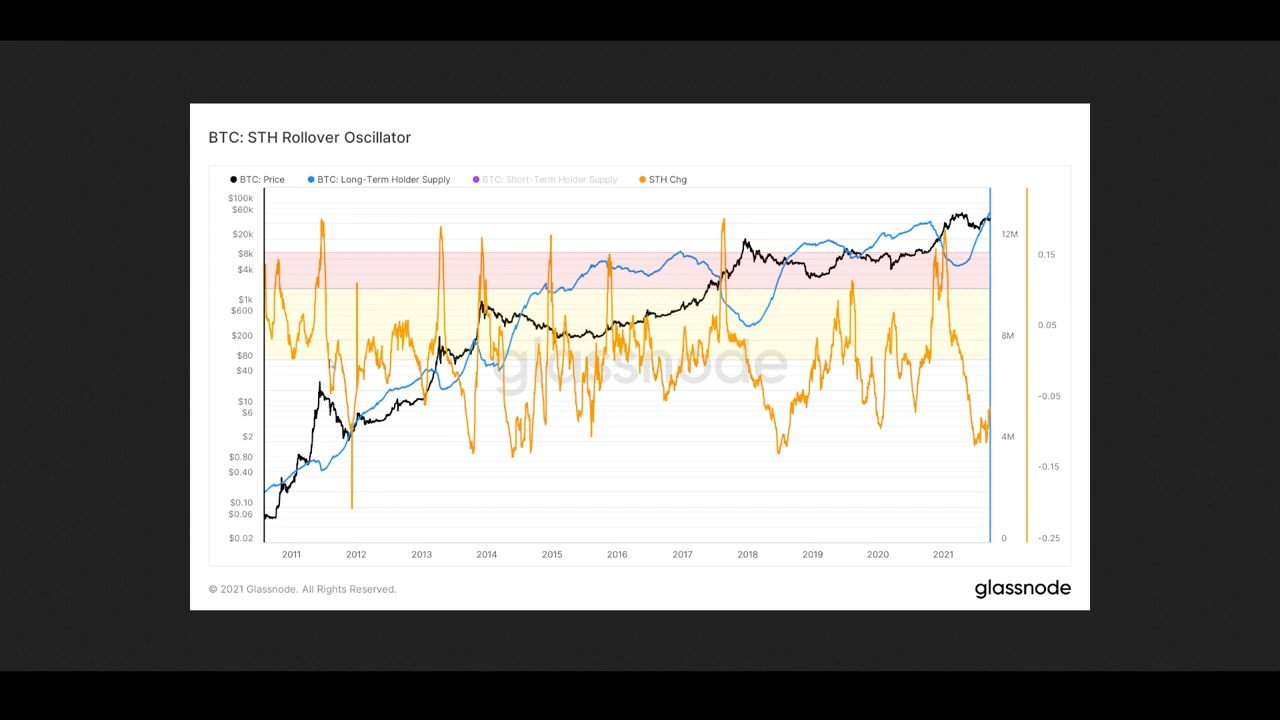 BTC: STH Rollover Oscillator
BTC: Price BTC: Long-Term Holder Supply BTC: Short-Term Holder Supply STH Chg
$100k
$60k
$20k
$8k
$4k
$1k
$600
$200
$80
$40
$10
$6
$2
$0.80
$0.40
$0.10
$0.06
$0.02
12M
8M
4M
0
0.15
0.05
-0.05
-0.15
-0.25
glassnode
2011 2012 2013 2014 2015 2016 2017 2018 2019 2020 2021
© 2021 Glassnode. All Rights Reserved.
glassnode